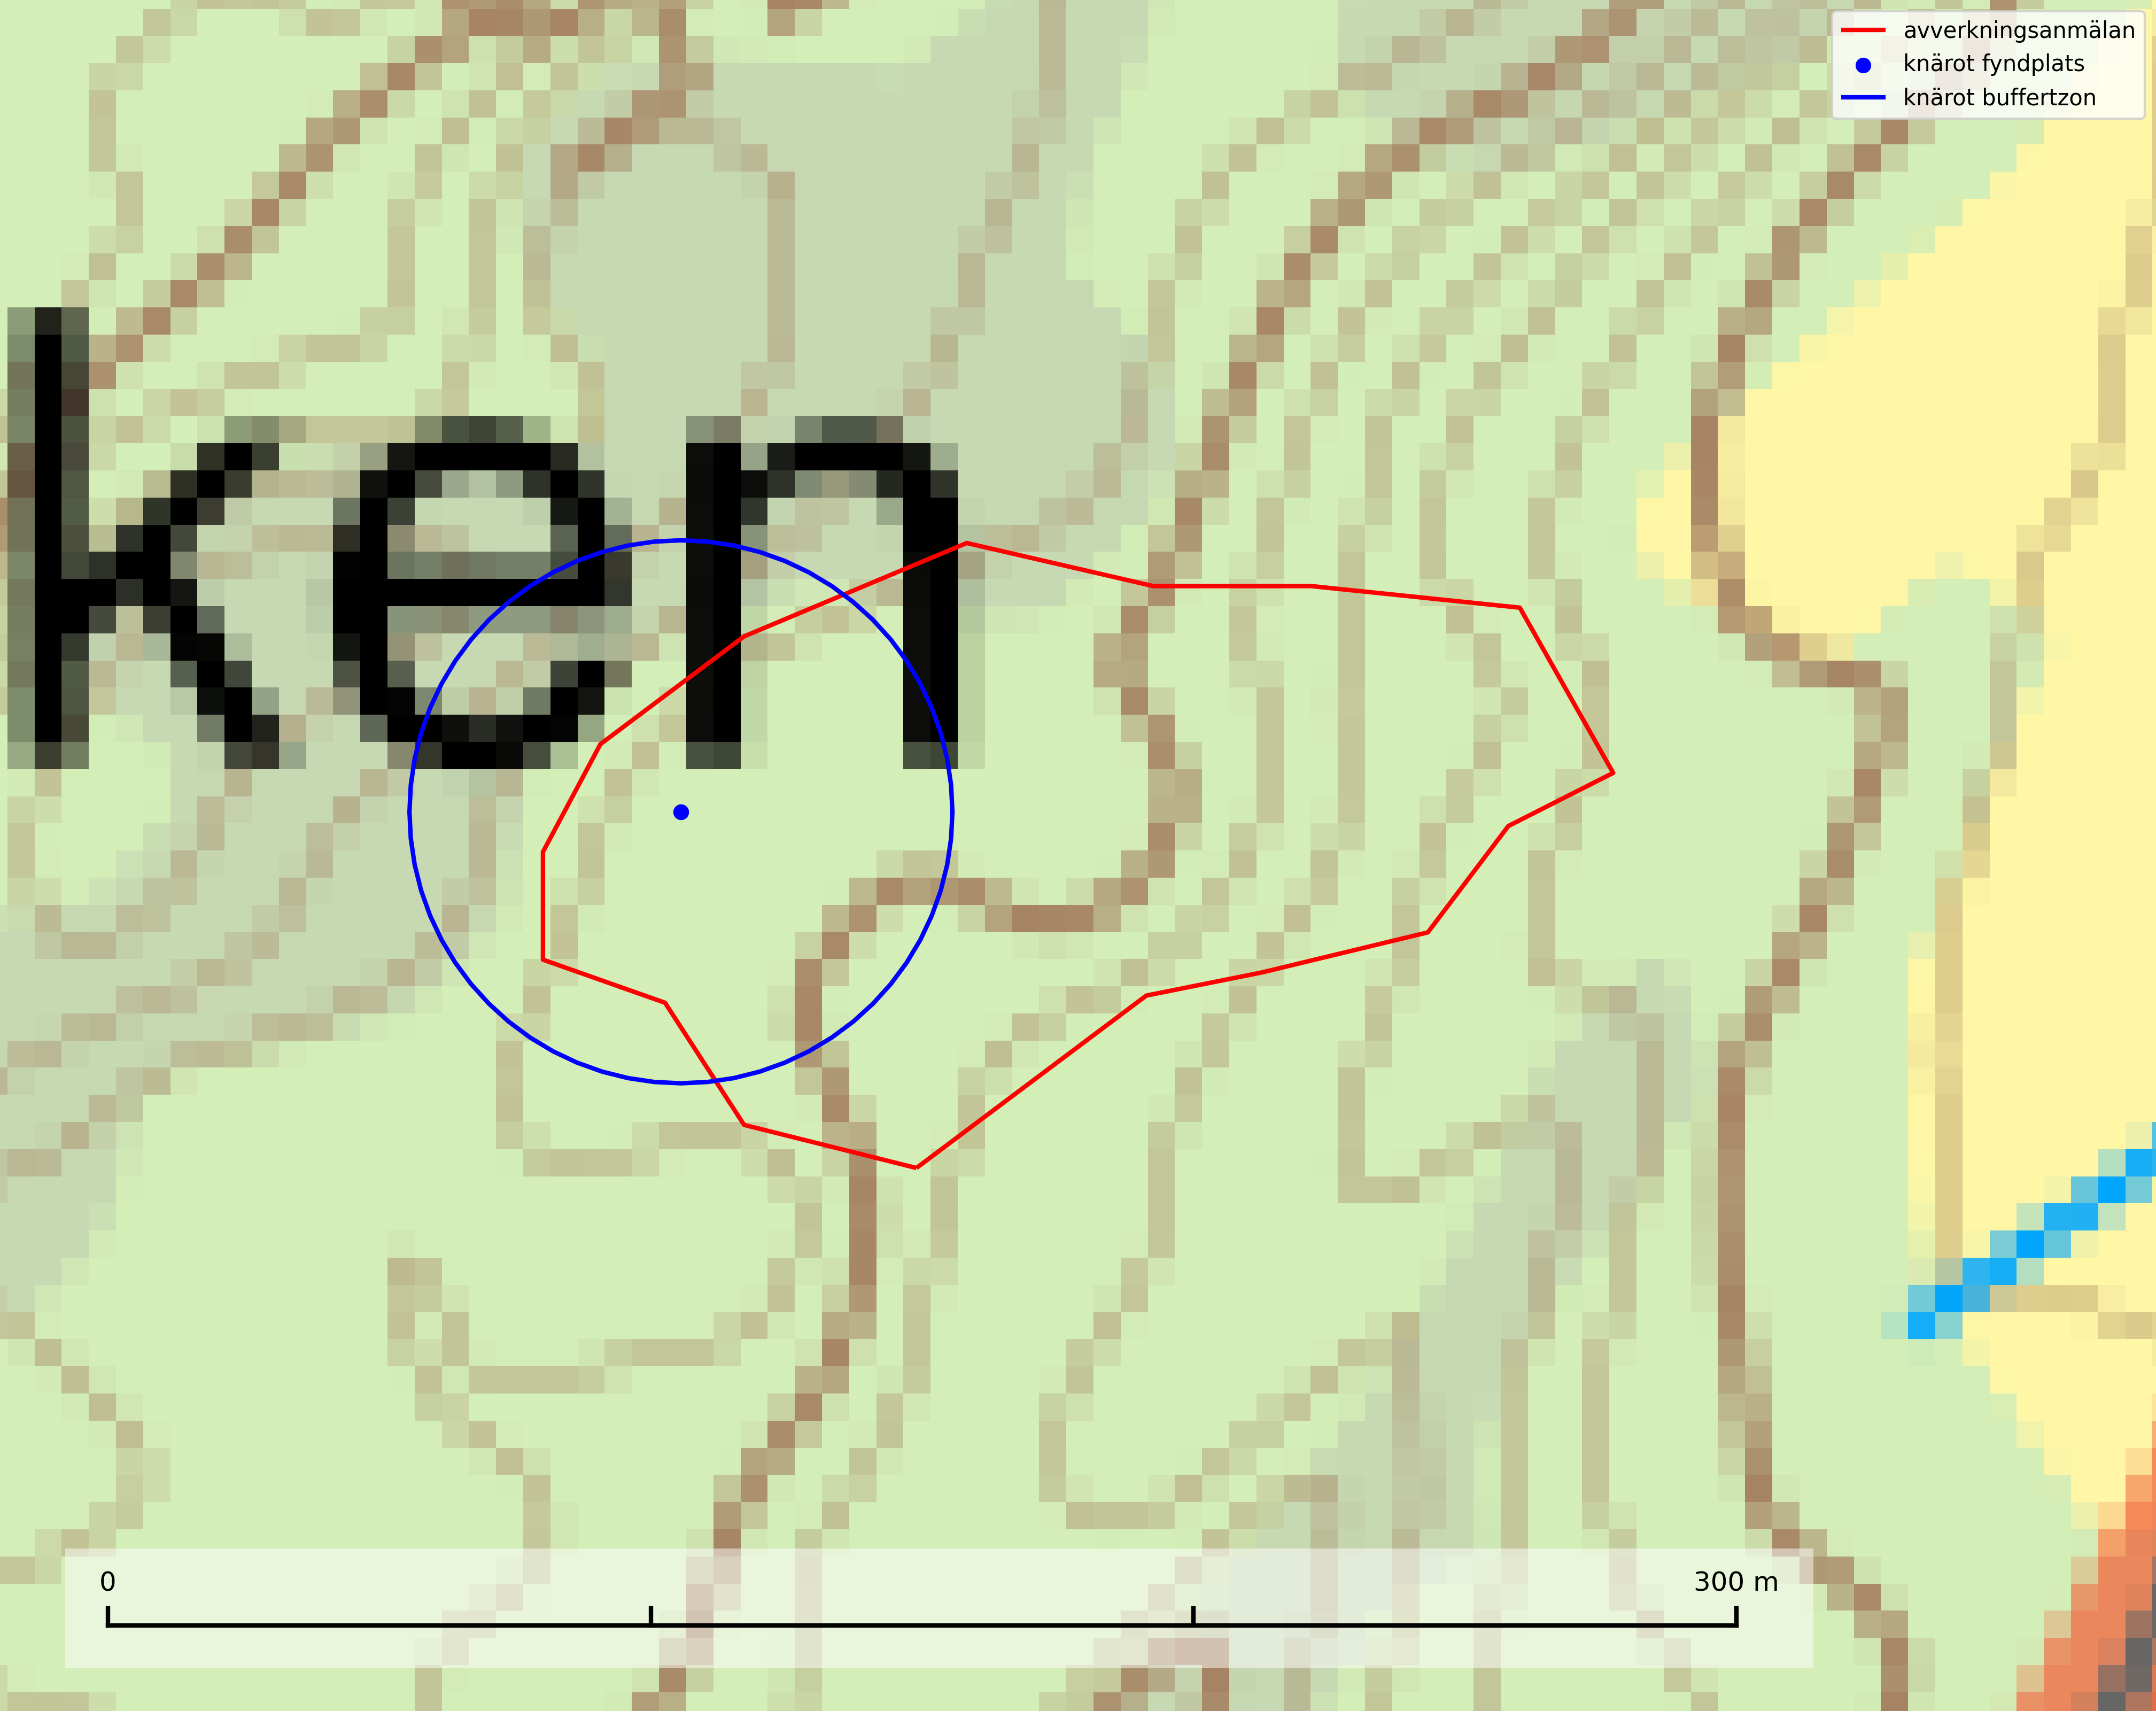 avverkningsanmälan
knärot fyndplats
knärot buffertzon
ken
0 300 m